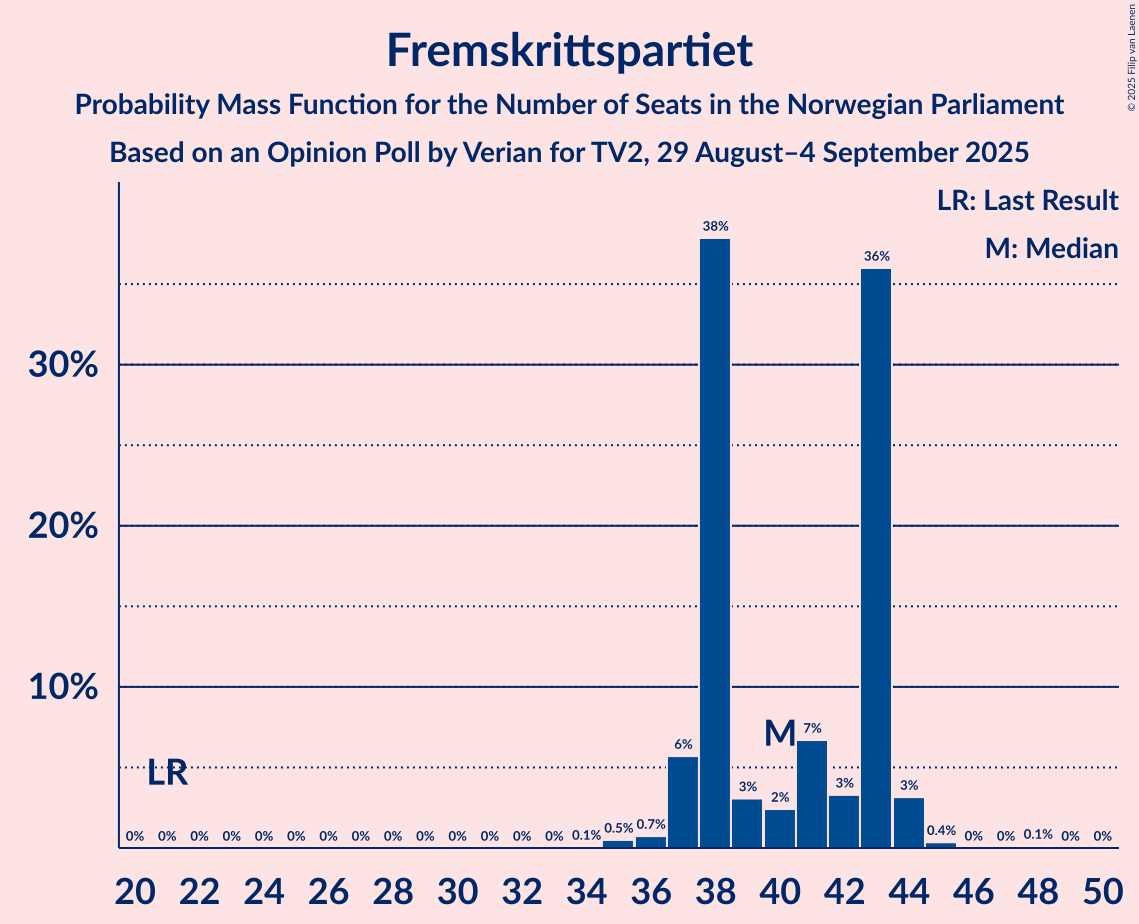 Fremskrittspartiet
Probability Mass Function for the Number of Seats in the Norwegian Parliament
Based on an Opinion Poll by Verian for TV2, 29 August–4 September 2025
© 2025 Filip van Laenen
LR: Last Result
M: Median
38%
36%
30%
20%
10%
M
7%
6%
LR
3%
2%
3%
3%
0% 0% 0% 0% 0% 0% 0% 0% 0% 0% 0% 0% 0% 0% 0.1% 0.5% 0.7% 0.4% 0% 0% 0.1% 0% 0%
20 22 24 26 28 30 32 34 36 38 40 42 44 46 48 50